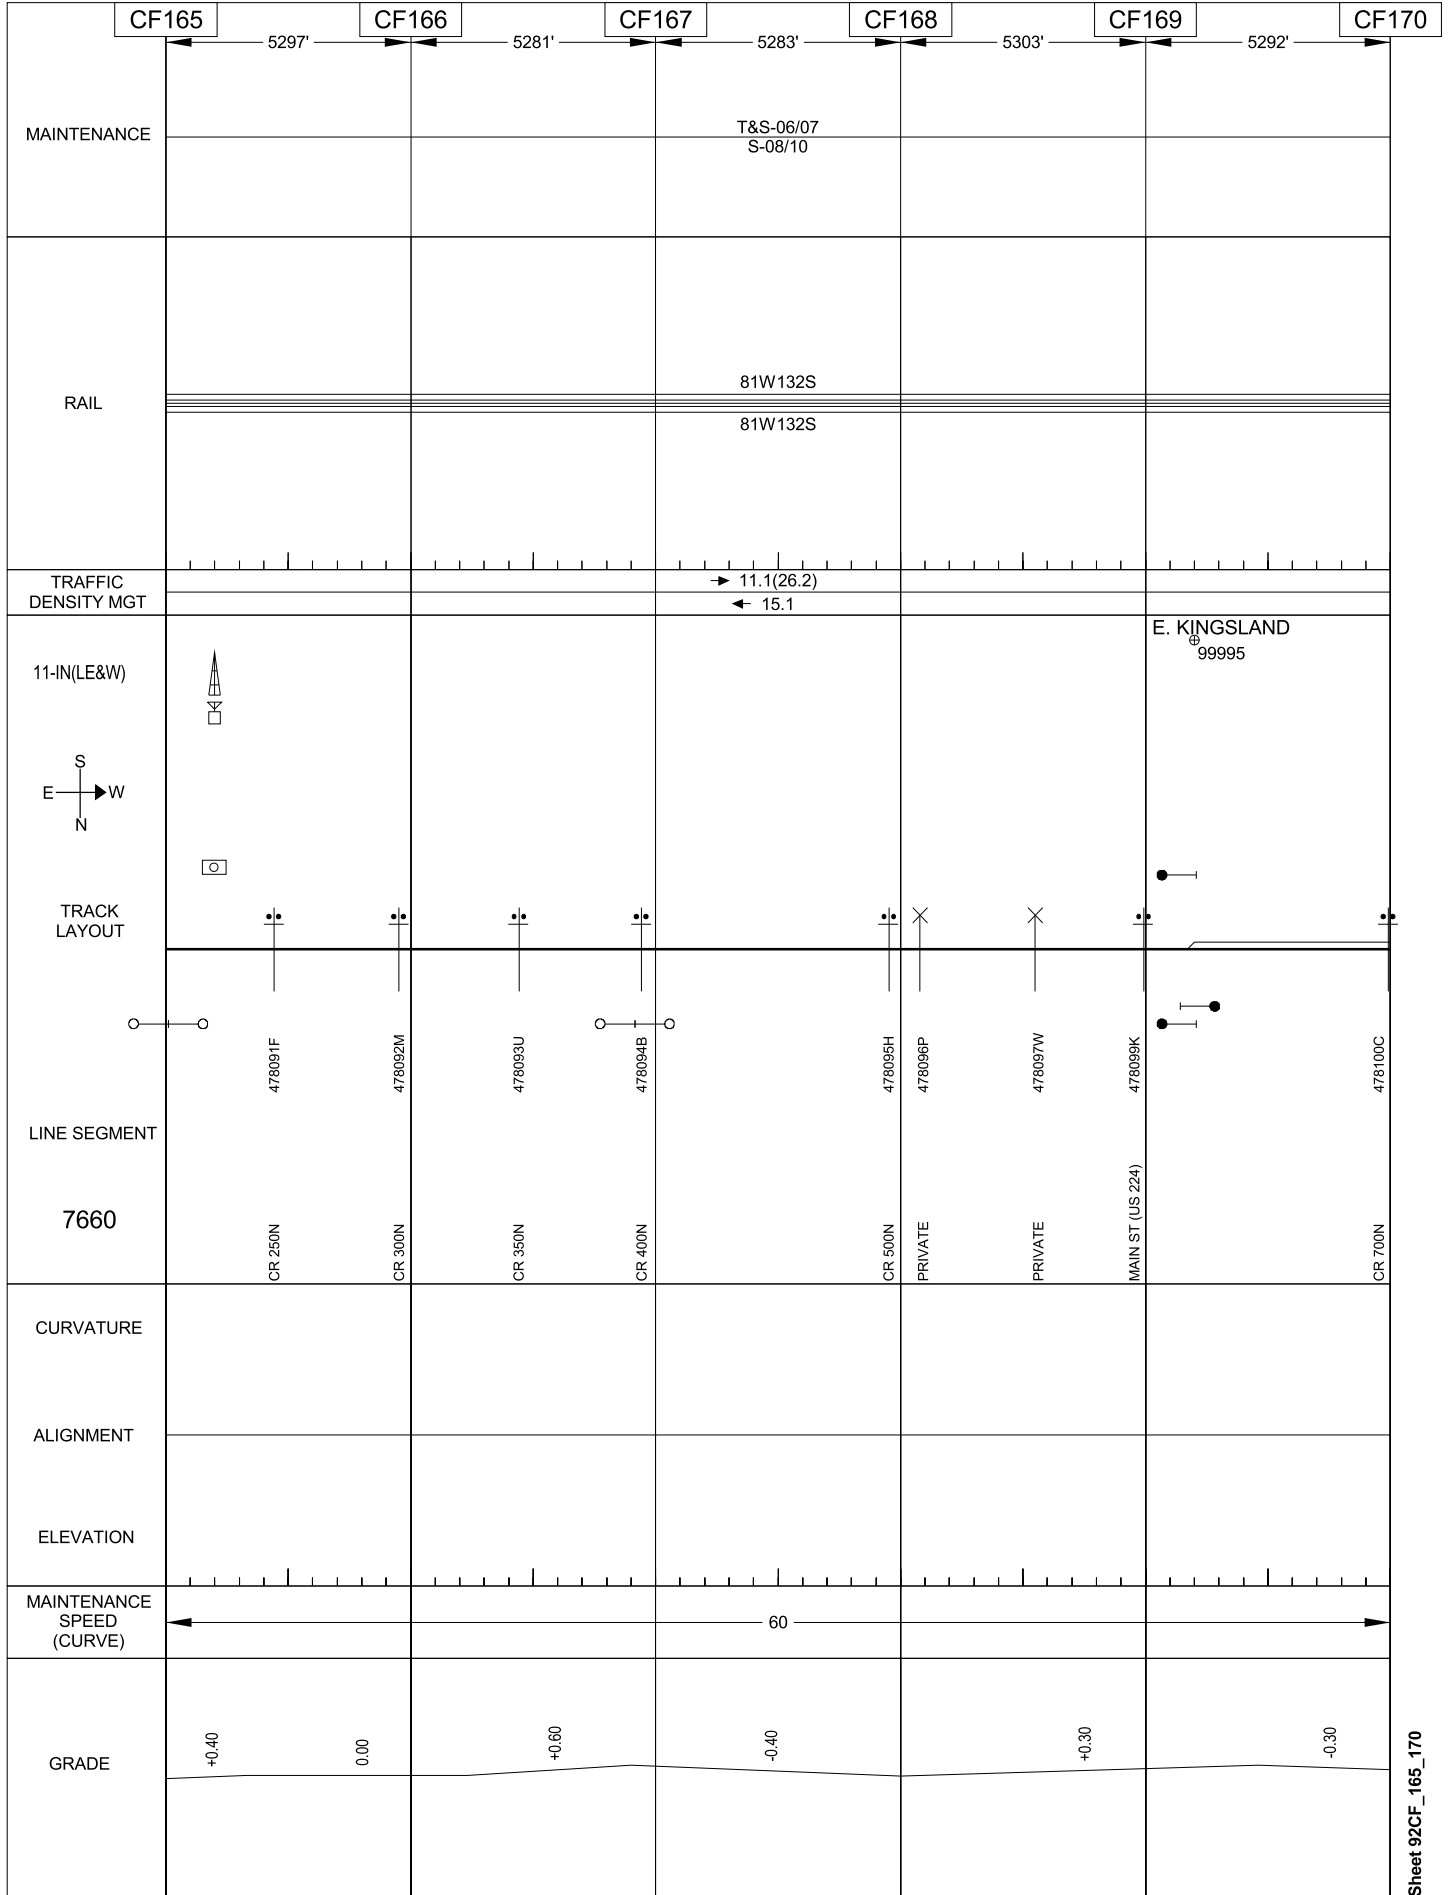 CF165 CF166 CF167 CF168 CF169 CF170
5297' 5281' 5283' 5303' 5292'
MAINTENANCE
T&S-06/07
S-08/10
RAIL
81W132S
81W132S
TRAFFIC
DENSITY MGT
11.1(26.2)
15.1
E. KINGSLAND
99995
11-IN(LE&W)
S
E W
N
TRACK
LAYOUT
478091F 478092M 478093U 478094B 478095H 478096P 478097W 478099K 478100C
LINE SEGMENT
7660
CR 250N CR 300N CR 350N CR 400N CR 500N PRIVATE PRIVATE MAIN ST (US 224) CR 700N
CURVATURE
ALIGNMENT
ELEVATION
MAINTENANCE
SPEED
(CURVE)
60
GRADE
+0.40 0.00 +0.60 -0.40 +0.30 -0.30
Sheet 92CF_165_170